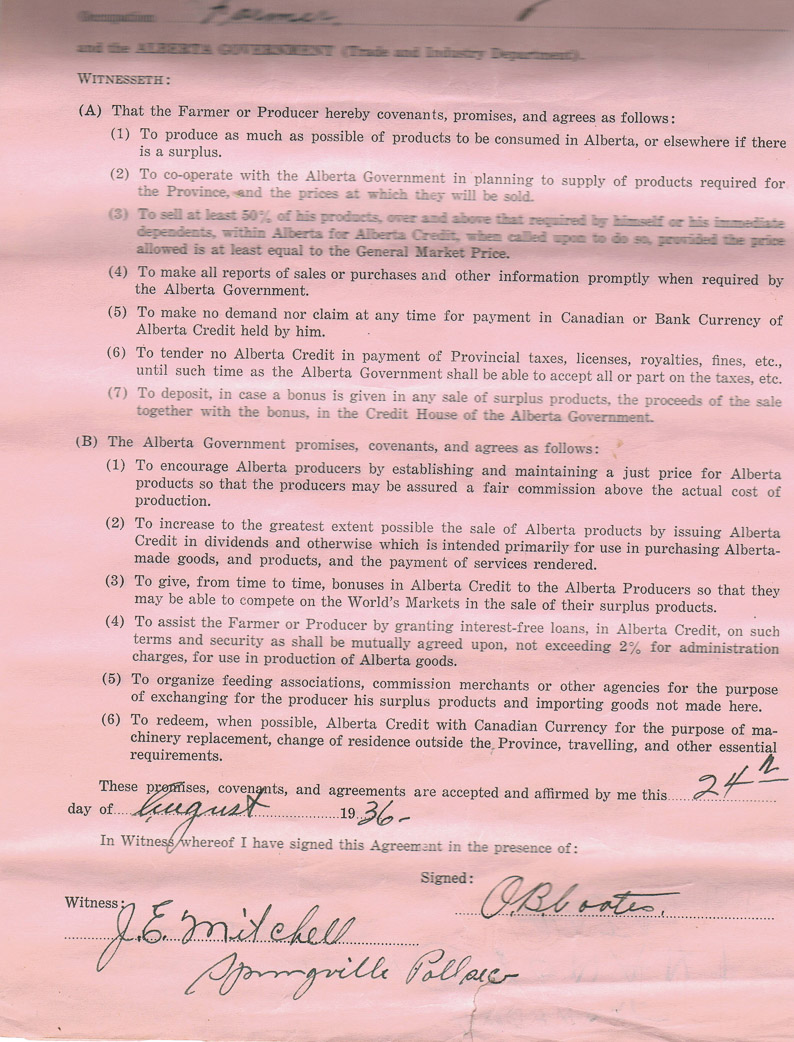 Occupation Farmer
and the ALBERTA GOVERNMENT (Trade and Industry Department).
WITNESSETH:
(A) That the Farmer or Producer hereby covenants, promises, and agrees as follows:
(1) To produce as much as possible of products to be consumed in Alberta, or elsewhere if there
is a surplus.
(2) To co-operate with the Alberta Government in planning to supply of products required for
the Province, and the prices at which they will be sold.
(3) To sell at least 50% of his products, over and above that required by himself or his immediate
dependents, within Alberta for Alberta Credit, when called upon to do so, provided the price
allowed is at least equal to the General Market Price.
(4) To make all reports of sales or purchases and other information promptly when required by
the Alberta Government.
(5) To make no demand nor claim at any time for payment in Canadian or Bank Currency of
Alberta Credit held by him.
(6) To tender no Alberta Credit in payment of Provincial taxes, licenses, royalties, fines, etc.,
until such time as the Alberta Government shall be able to accept all or part on the taxes, etc.
(7) To deposit, in case a bonus is given in any sale of surplus products, the proceeds of the sale
together with the bonus, in the Credit House of the Alberta Government.
(B) The Alberta Government promises, covenants, and agrees as follows:
(1) To encourage Alberta producers by establishing and maintaining a just price for Alberta
products so that the producers may be assured a fair commission above the actual cost of
production.
(2) To increase to the greatest extent possible the sale of Alberta products by issuing Alberta
Credit in dividends and otherwise which is intended primarily for use in purchasing Alberta-
made goods, and products, and the payment of services rendered.
(3) To give, from time to time, bonuses in Alberta Credit to the Alberta Producers so that they
may be able to compete on the World's Markets in the sale of their surplus products.
(4) To assist the Farmer or Producer by granting interest-free loans, in Alberta Credit, on such
terms and security as shall be mutually agreed upon, not exceeding 2% for administration
charges, for use in production of Alberta goods.
(5) To organize feeding associations, commission merchants or other agencies for the purpose
of exchanging for the producer his surplus products and importing goods not made here.
(6) To redeem, when possible, Alberta Credit with Canadian Currency for the purpose of ma-
chinery replacement, change of residence outside the Province, travelling, and other essential
requirements.
These promises, covenants, and agreements are accepted and affirmed by me this 24
day of August 1936-
In Witness whereof I have signed this Agreement in the presence of:
Signed: O.B. Coates.
Witness:
J. E. Mitchell
Springville